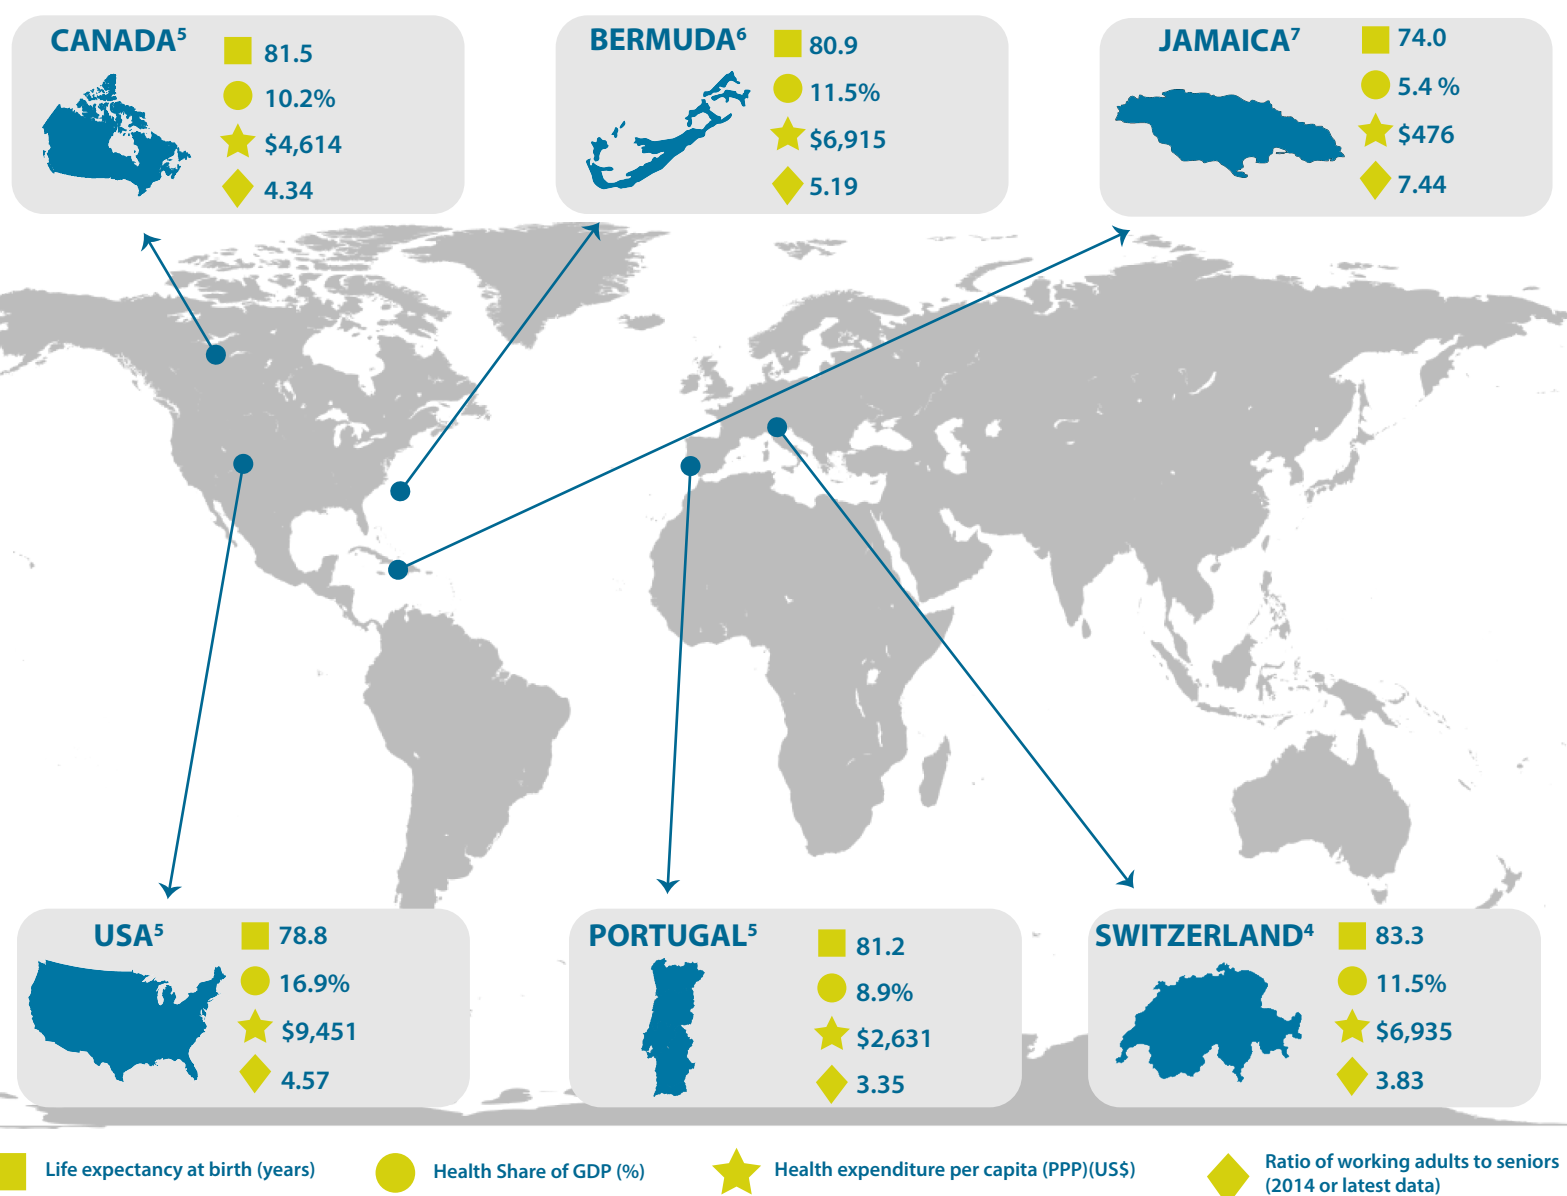 CANADA⁵
81.5
10.2%
$4,614
4.34
BERMUDA⁶
80.9
11.5%
$6,915
5.19
JAMAICA⁷
74.0
5.4 %
$476
7.44
USA⁵
78.8
16.9%
$9,451
4.57
PORTUGAL⁵
81.2
8.9%
$2,631
3.35
SWITZERLAND⁴
83.3
11.5%
$6,935
3.83
Life expectancy at birth (years)
Health Share of GDP (%)
Health expenditure per capita (PPP)(US$)
Ratio of working adults to seniors
(2014 or latest data)